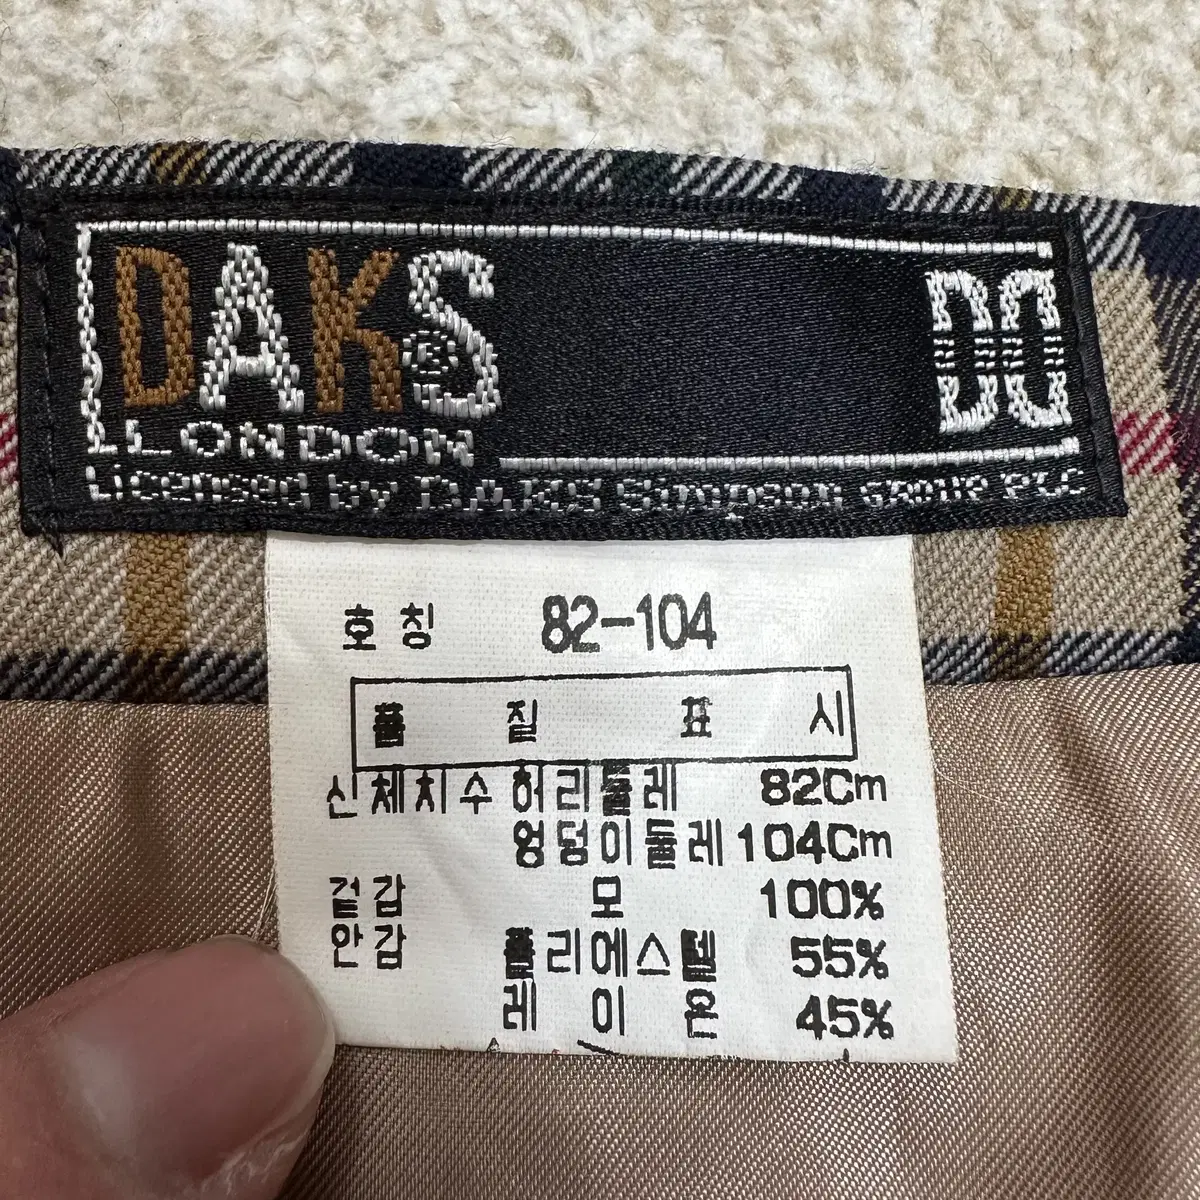 DAKS
LONDON
Licensed by DAKS Simpson GROUP PLC
DD
호칭 82-104
품질표시
신체치수 허리둘레 82Cm
엉덩이둘레 104Cm
겉감 모 100%
안감 폴리에스텔 55%
레이온 45%